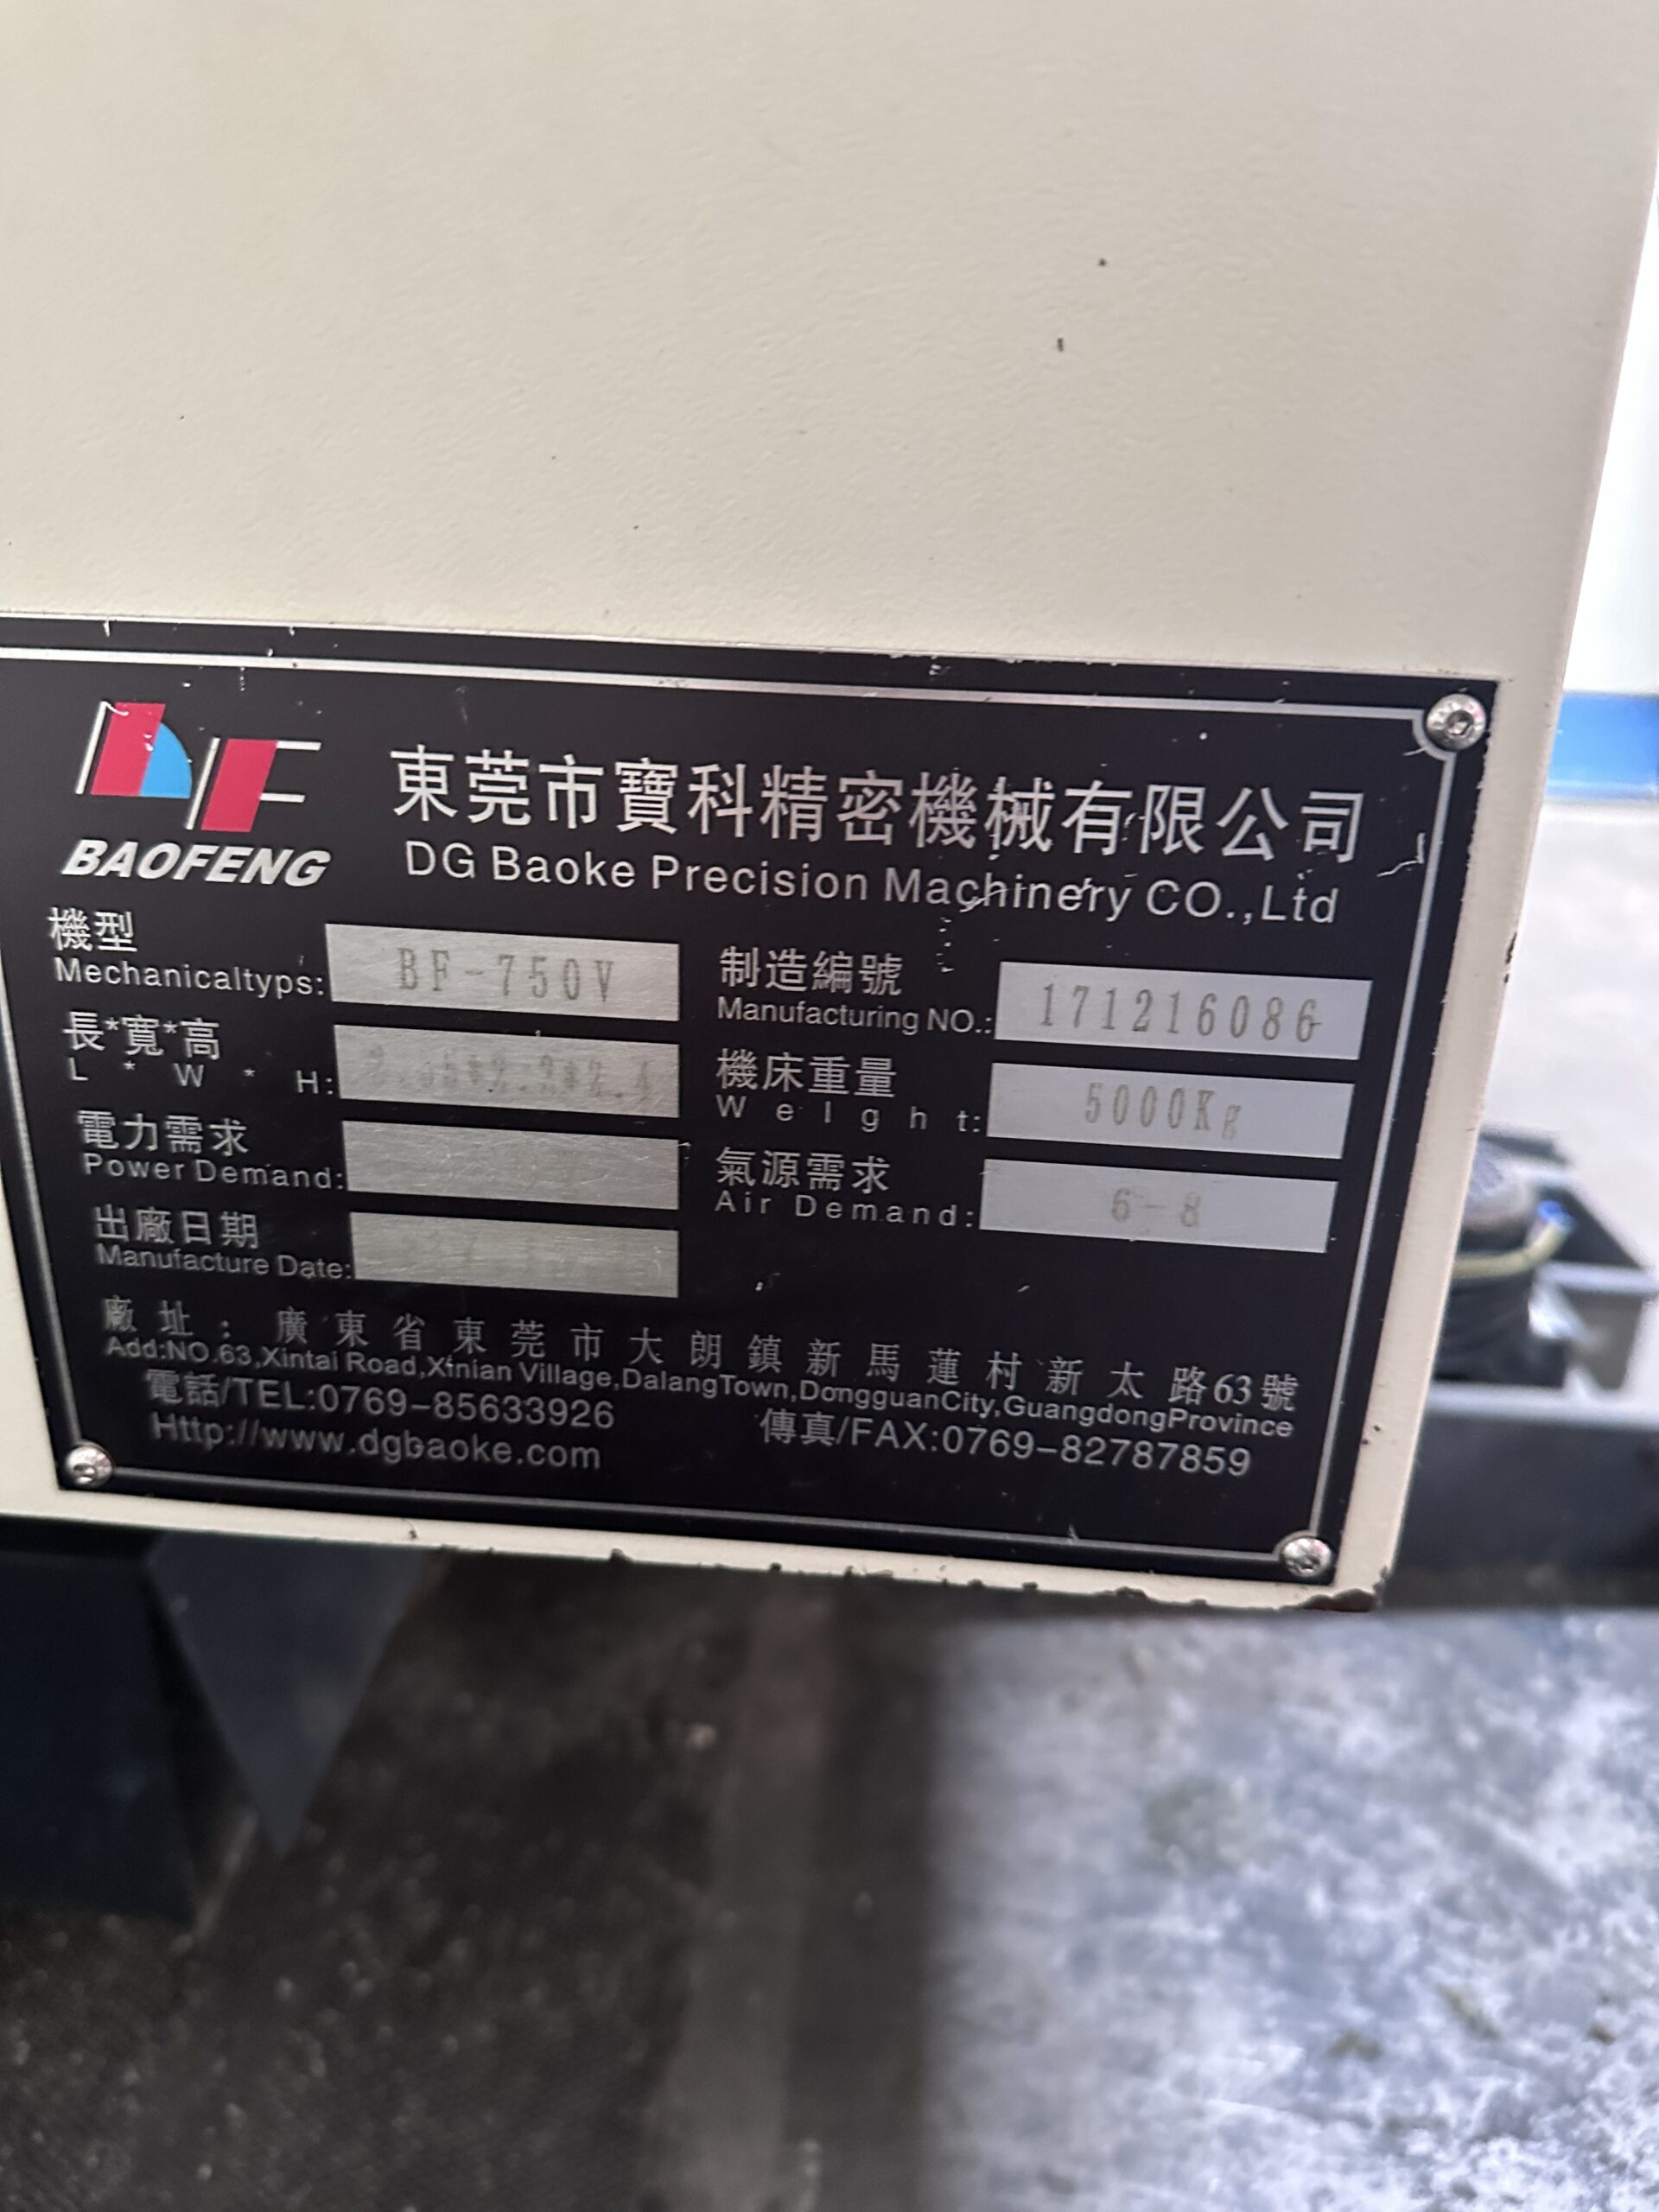 BAOFENG
東莞市寶科精密機械有限公司
DG Baoke Precision Machinery CO.,Ltd
機型
Mechanicaltyps: BF-750V
制造編號
Manufacturing NO.: 171216086
長*寬*高
L * W * H:
機床重量
Weight: 5000Kg
電力需求
Power Demand:
氣源需求
Air Demand: 6-8
出廠日期
Manufacture Date:
廠址: 廣東省東莞市大朗鎮新馬蓮村新太路63號
Add:NO.63,Xintai Road,Xinian Village,DalangTown,DongguanCity,GuangdongProvince
電話/TEL:0769-85633926
傳真/FAX:0769-82787859
Http://www.dgbaoke.com